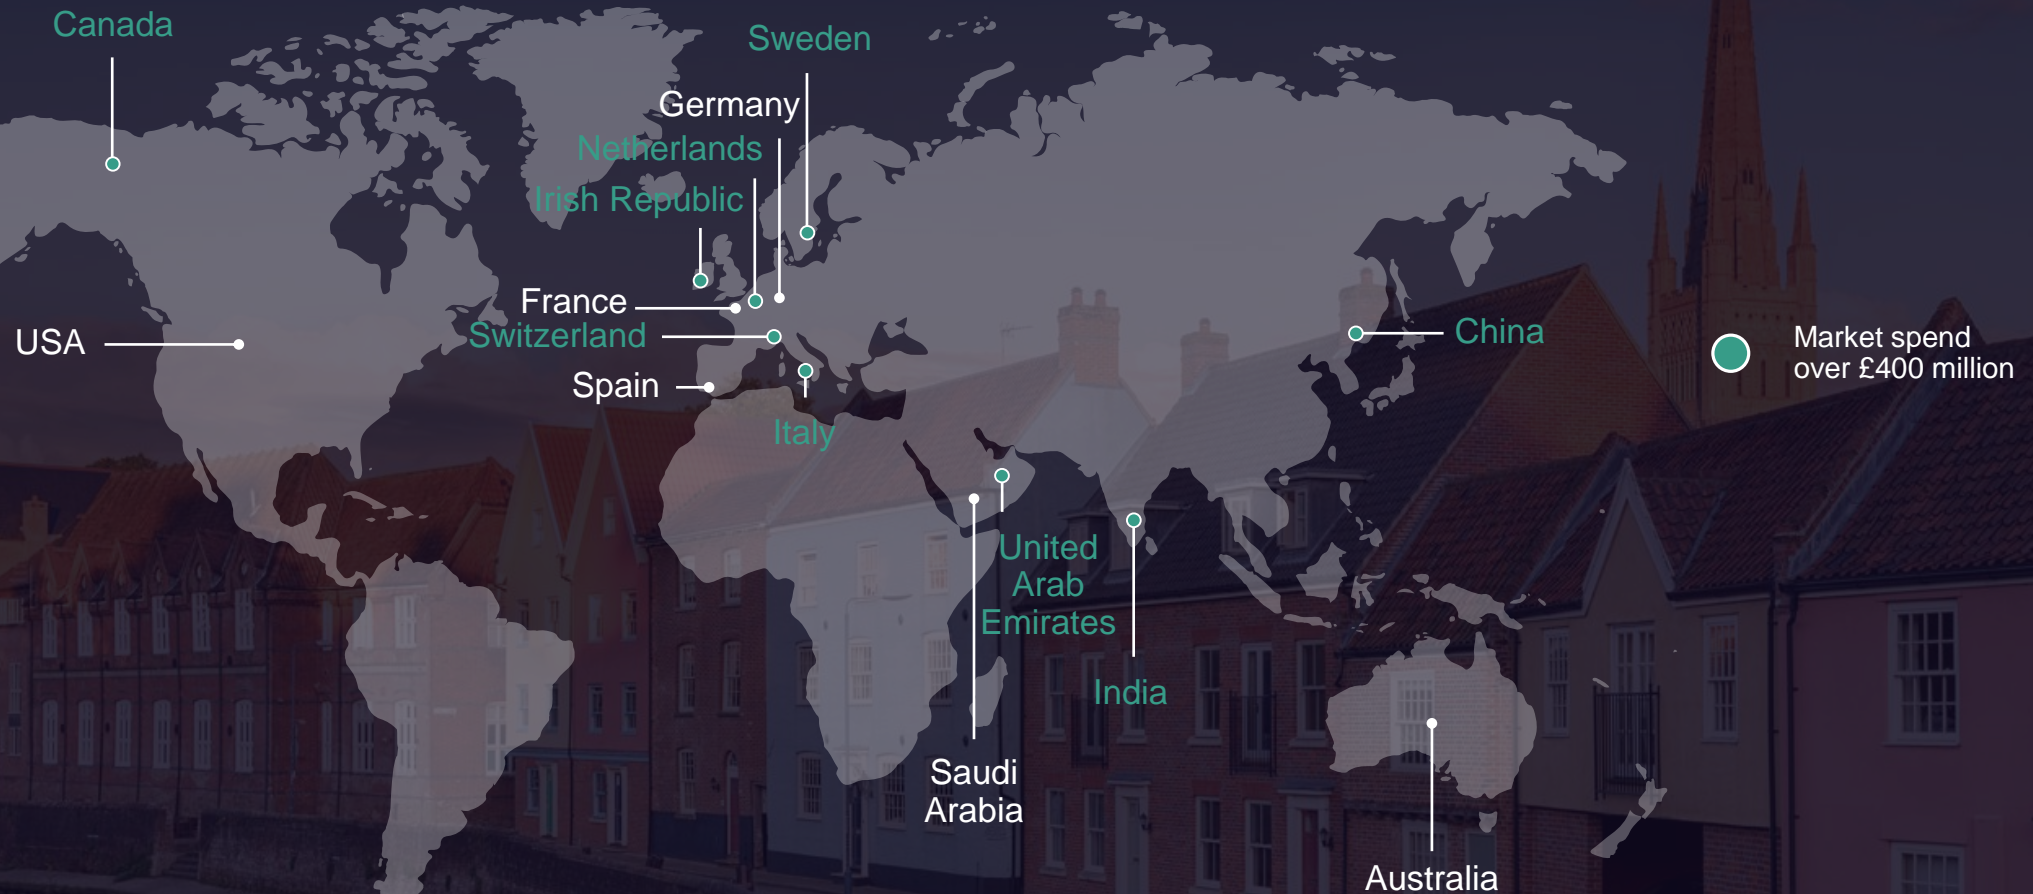 Canada
Sweden
Germany
Netherlands
Irish Republic
France
Switzerland
USA
Spain
Italy
China
Market spend
over £400 million
United
Arab
Emirates
India
Saudi
Arabia
Australia